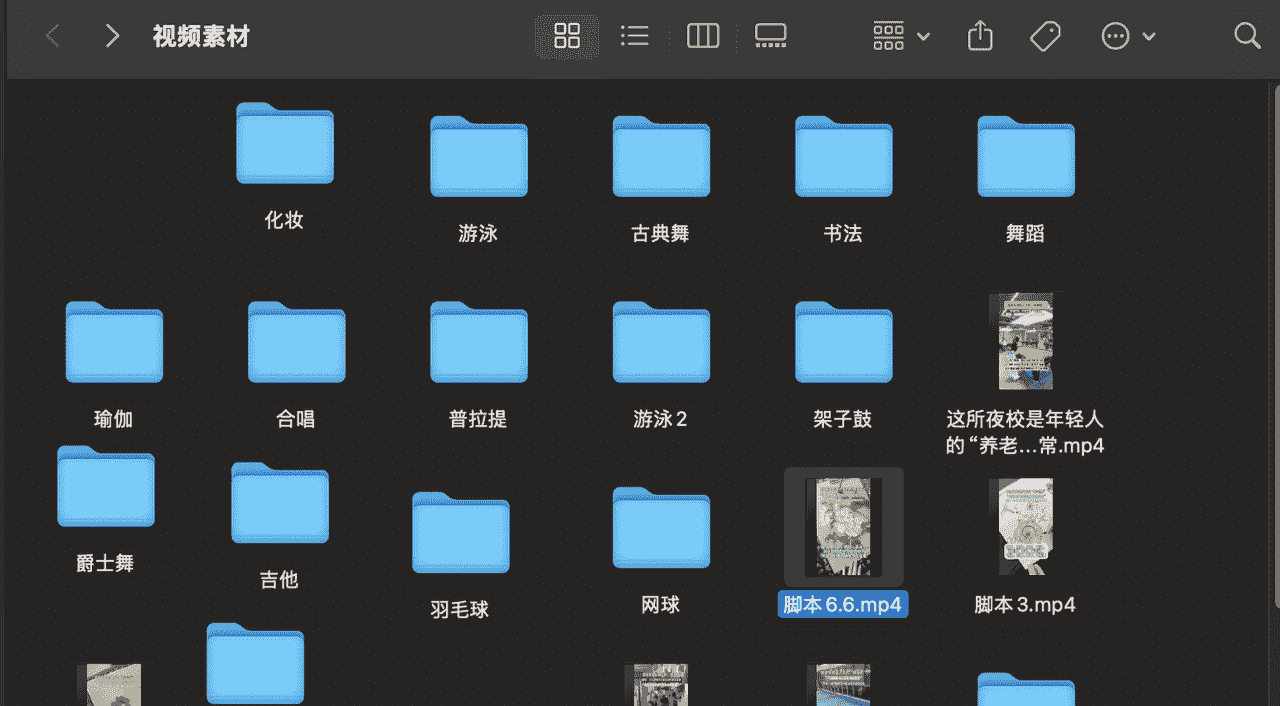 视频素材
化妆
游泳
古典舞
书法
舞蹈
瑜伽
合唱
普拉提
游泳2
架子鼓
这所夜校是年轻人
的“养老...常.mp4
爵士舞
吉他
羽毛球
网球
脚本6.6.mp4
脚本3.mp4